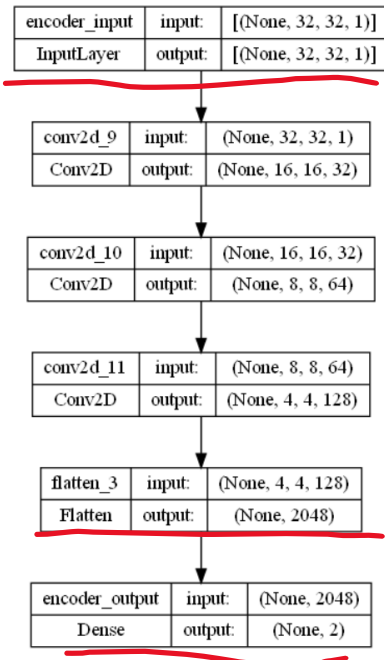 encoder_input input: [(None, 32, 32, 1)]
InputLayer output: [(None, 32, 32, 1)]
conv2d_9 input: (None, 32, 32, 1)
Conv2D output: (None, 16, 16, 32)
conv2d_10 input: (None, 16, 16, 32)
Conv2D output: (None, 8, 8, 64)
conv2d_11 input: (None, 8, 8, 64)
Conv2D output: (None, 4, 4, 128)
flatten_3 input: (None, 4, 4, 128)
Flatten output: (None, 2048)
encoder_output input: (None, 2048)
Dense output: (None, 2)